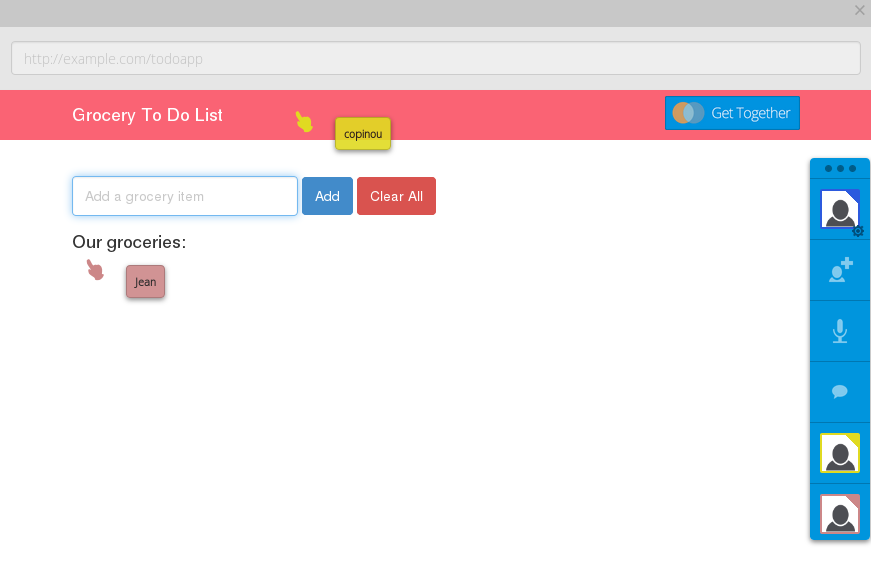 http://example.com/todoapp
Grocery To Do List
copinou
Get Together
Add a grocery item
Add
Clear All
Our groceries:
Jean